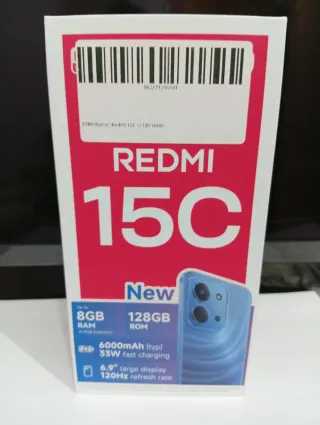 REDMI
15C
New
8GB
RAM
128GB
ROM
6000mAh (typ)
33W fast charging
6.9" large display
120Hz refresh rate